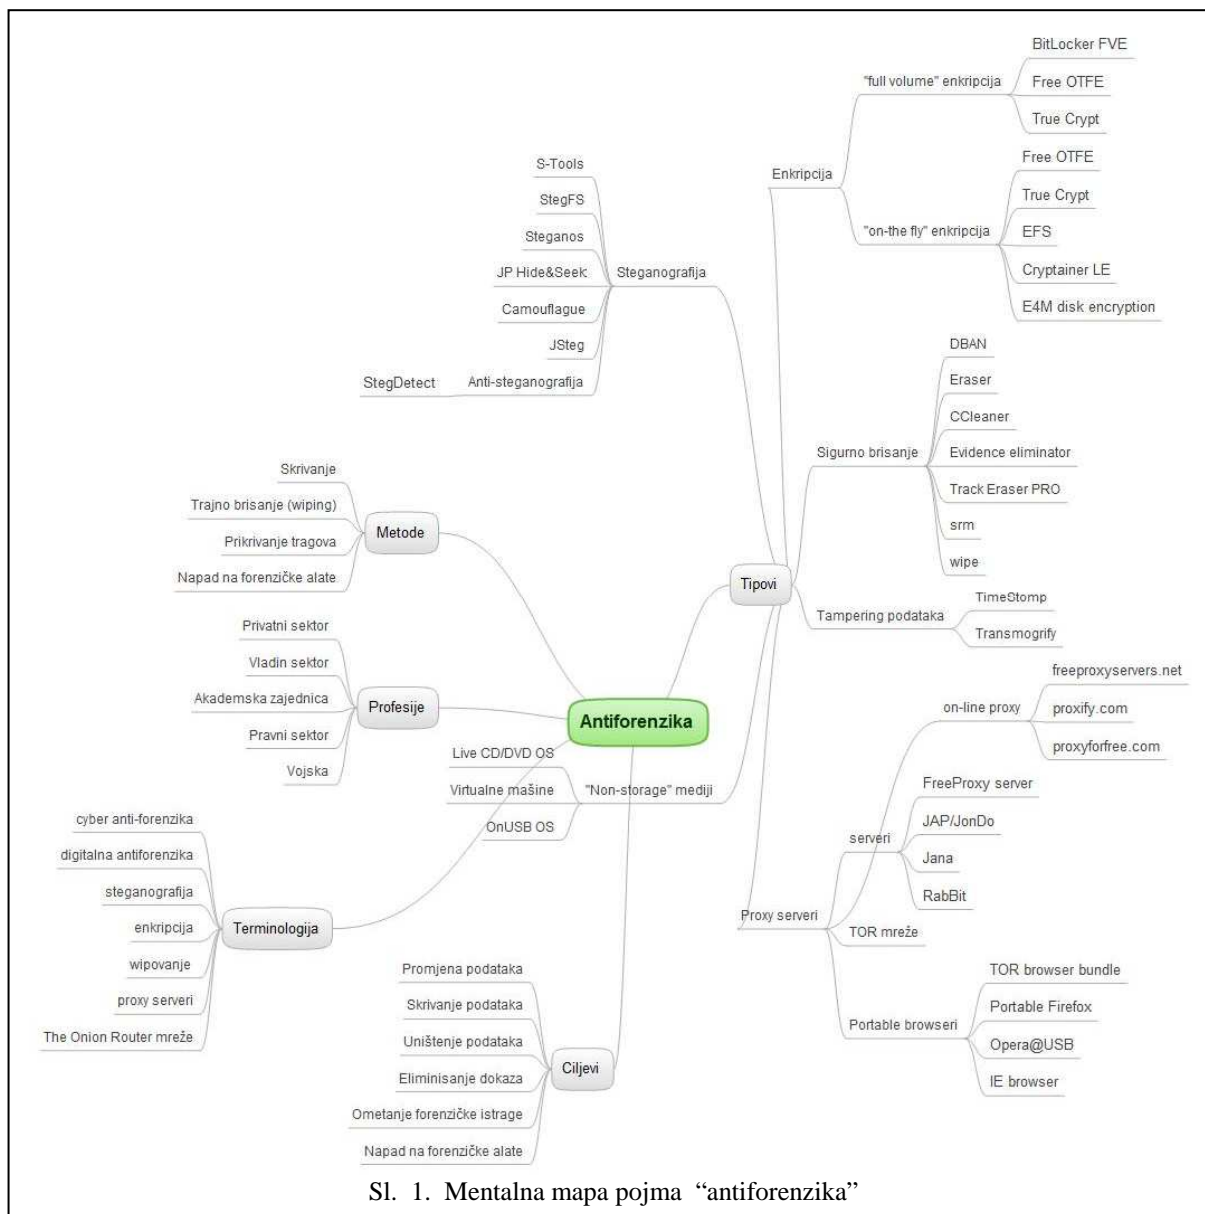 Antiforenzika
Tipovi
Enkripcija
"full volume" enkripcija
BitLocker FVE
Free OTFE
True Crypt
"on-the fly" enkripcija
Free OTFE
True Crypt
EFS
Cryptainer LE
E4M disk encryption
Steganografija
S-Tools
StegFS
Steganos
JP Hide&Seek
Camouflague
JSteg
Anti-steganografija
StegDetect
Sigurno brisanje
DBAN
Eraser
CCleaner
Evidence eliminator
Track Eraser PRO
srm
wipe
Tampering podataka
TimeStomp
Transmogrify
"Non-storage" mediji
Live CD/DVD OS
Virtualne mašine
OnUSB OS
Proxy serveri
on-line proxy
freeproxyservers.net
proxify.com
proxyforfree.com
serveri
FreeProxy server
JAP/JonDo
Jana
RabBit
TOR mreže
Portable browseri
TOR browser bundle
Portable Firefox
Opera@USB
IE browser
Metode
Skrivanje
Trajno brisanje (wiping)
Prikrivanje tragova
Napad na forenzičke alate
Profesije
Privatni sektor
Vladin sektor
Akademska zajednica
Pravni sektor
Vojska
Terminologija
cyber anti-forenzika
digitalna antiforenzika
steganografija
enkripcija
wipovanje
proxy serveri
The Onion Router mreže
Ciljevi
Promjena podataka
Skrivanje podataka
Uništenje podataka
Eliminisanje dokaza
Ometanje forenzičke istrage
Napad na forenzičke alate
Sl. 1. Mentalna mapa pojma “antiforenzika”